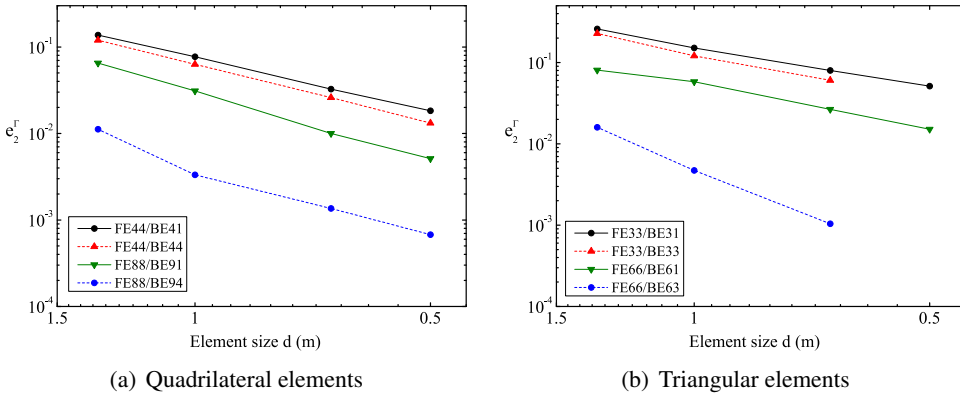 10^-1
10^-2
10^-3
10^-4
e_2^Γ
FE44/BE41
FE44/BE44
FE88/BE91
FE88/BE94
1.5 1 0.5
Element size d (m)
(a) Quadrilateral elements
10^-1
10^-2
10^-3
10^-4
e_2^Γ
FE33/BE31
FE33/BE33
FE66/BE61
FE66/BE63
1.5 1 0.5
Element size d (m)
(b) Triangular elements